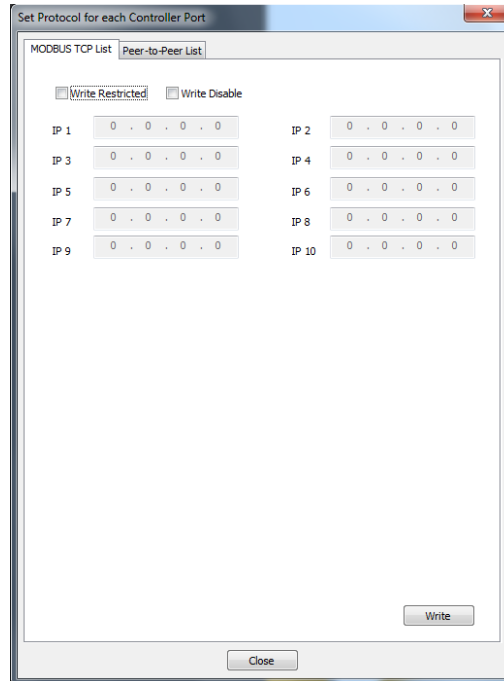 Set Protocol for each Controller Port
MODBUS TCP List Peer-to-Peer List
Write Restricted Write Disable
IP 1 0 . 0 . 0 . 0 IP 2 0 . 0 . 0 . 0
IP 3 0 . 0 . 0 . 0 IP 4 0 . 0 . 0 . 0
IP 5 0 . 0 . 0 . 0 IP 6 0 . 0 . 0 . 0
IP 7 0 . 0 . 0 . 0 IP 8 0 . 0 . 0 . 0
IP 9 0 . 0 . 0 . 0 IP 10 0 . 0 . 0 . 0
Write
Close